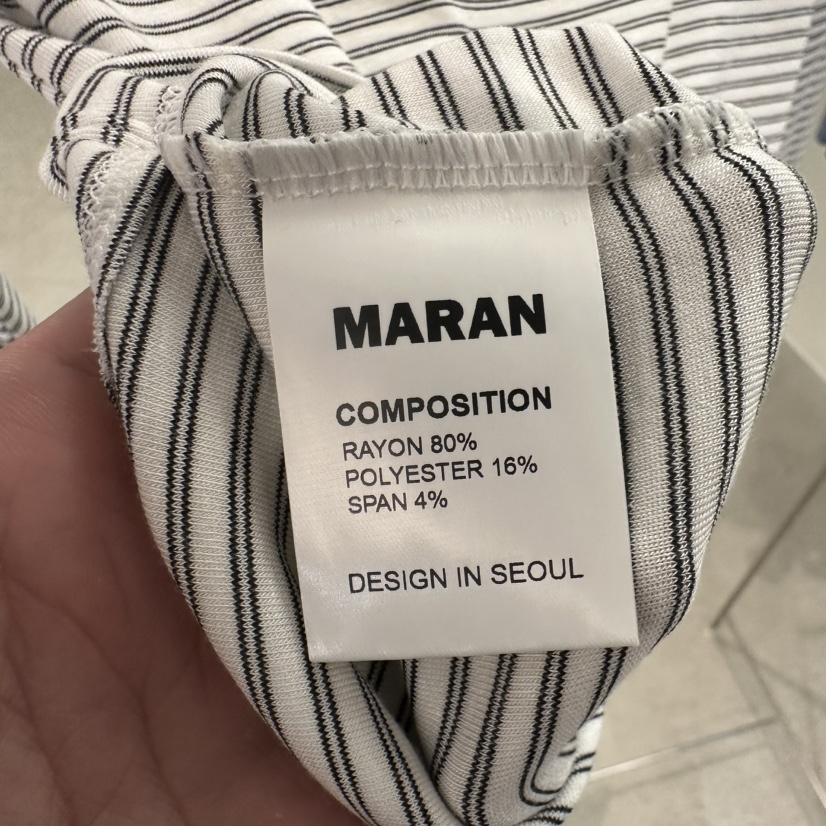 MARAN
COMPOSITION
RAYON 80%
POLYESTER 16%
SPAN 4%
DESIGN IN SEOUL